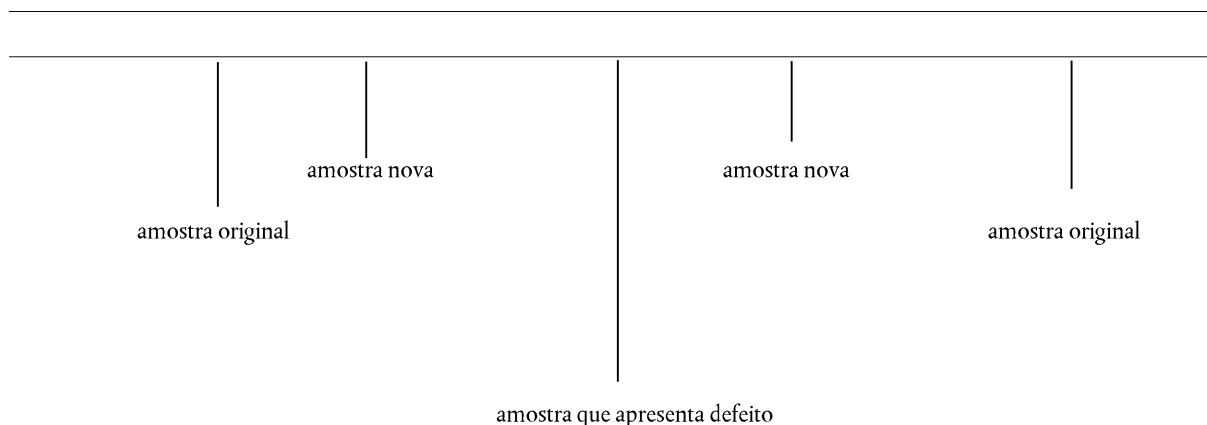 amostra nova
amostra nova
amostra original
amostra original
amostra que apresenta defeito